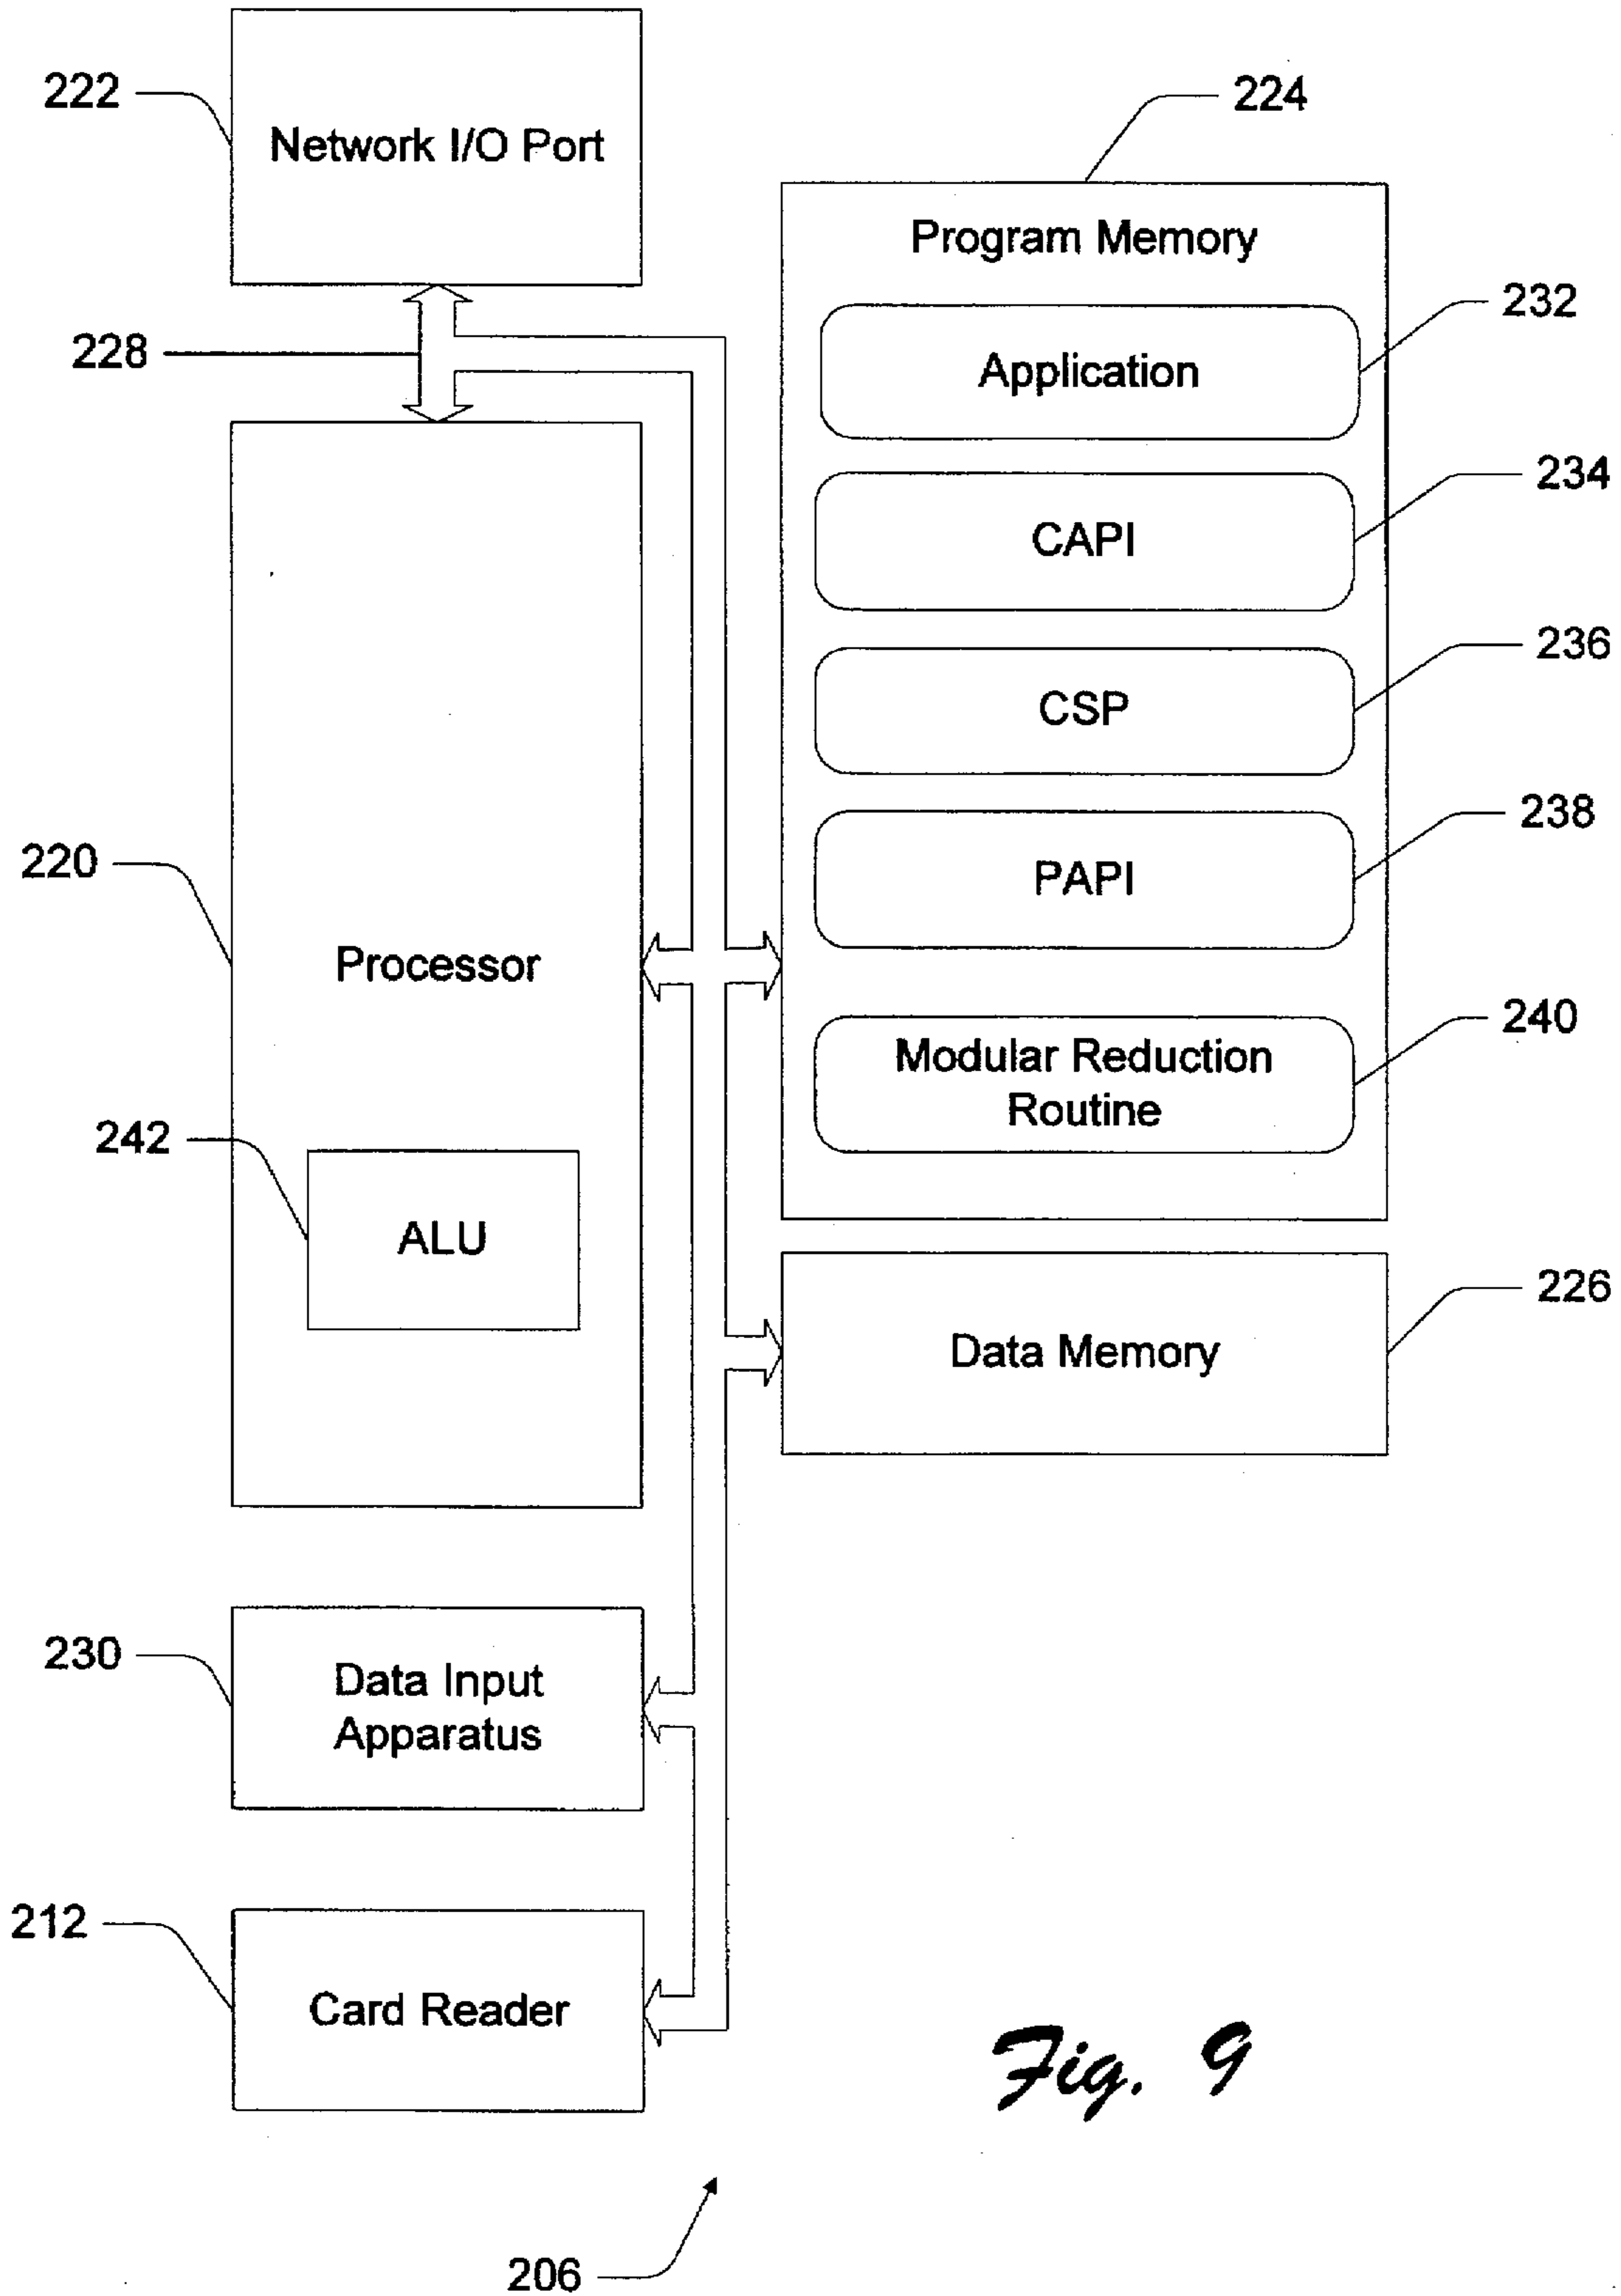 222
Network I/O Port
224
Program Memory
232
Application
228
234
CAPI
236
CSP
238
PAPI
220
Processor
240
Modular Reduction
Routine
242
ALU
226
Data Memory
230
Data Input
Apparatus
212
Card Reader
Fig. 9
206